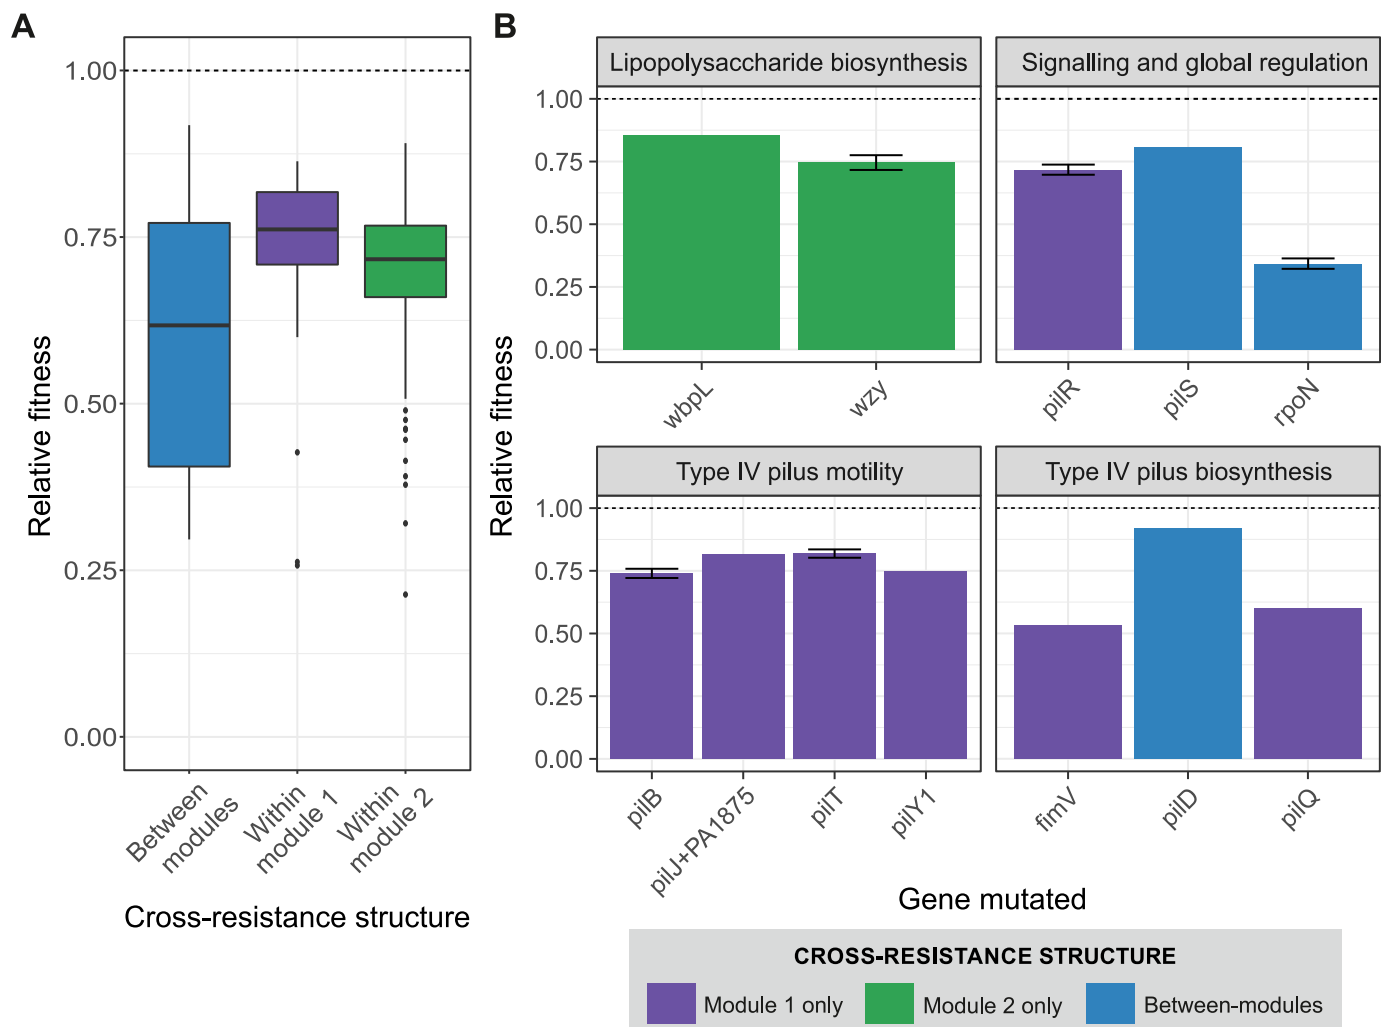 A
1.00
0.75
0.50
0.25
0.00
Relative fitness
Between
modules
Within
module 1
Within
module 2
Cross-resistance structure
B
Lipopolysaccharide biosynthesis
Signalling and global regulation
1.00
0.75
0.50
0.25
0.00
Relative fitness
wbpL
wzy
pilR
pilS
rpoN
Type IV pilus motility
Type IV pilus biosynthesis
1.00
0.75
0.50
0.25
0.00
pilB
pilJ+PA1875
pilT
pilY1
fimV
pilD
pilQ
Gene mutated
CROSS-RESISTANCE STRUCTURE
Module 1 only
Module 2 only
Between-modules